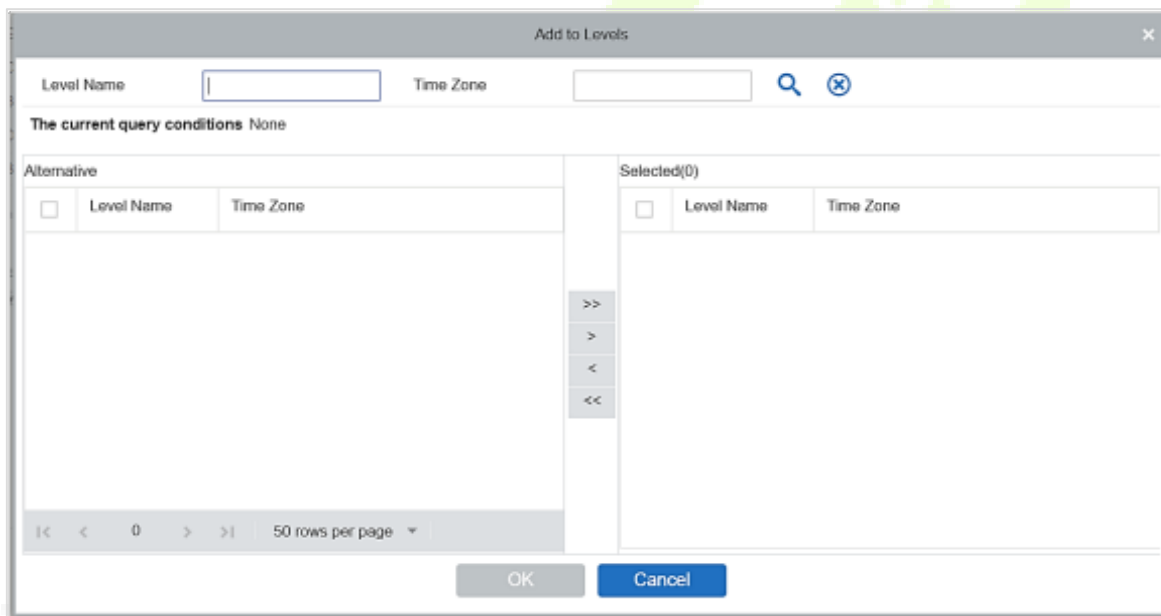 Add to Levels
Level Name Time Zone
The current query conditions None
Alternative
Level Name Time Zone
0 50 rows per page
>>
>
<
<<
Selected(0)
Level Name Time Zone
OK Cancel